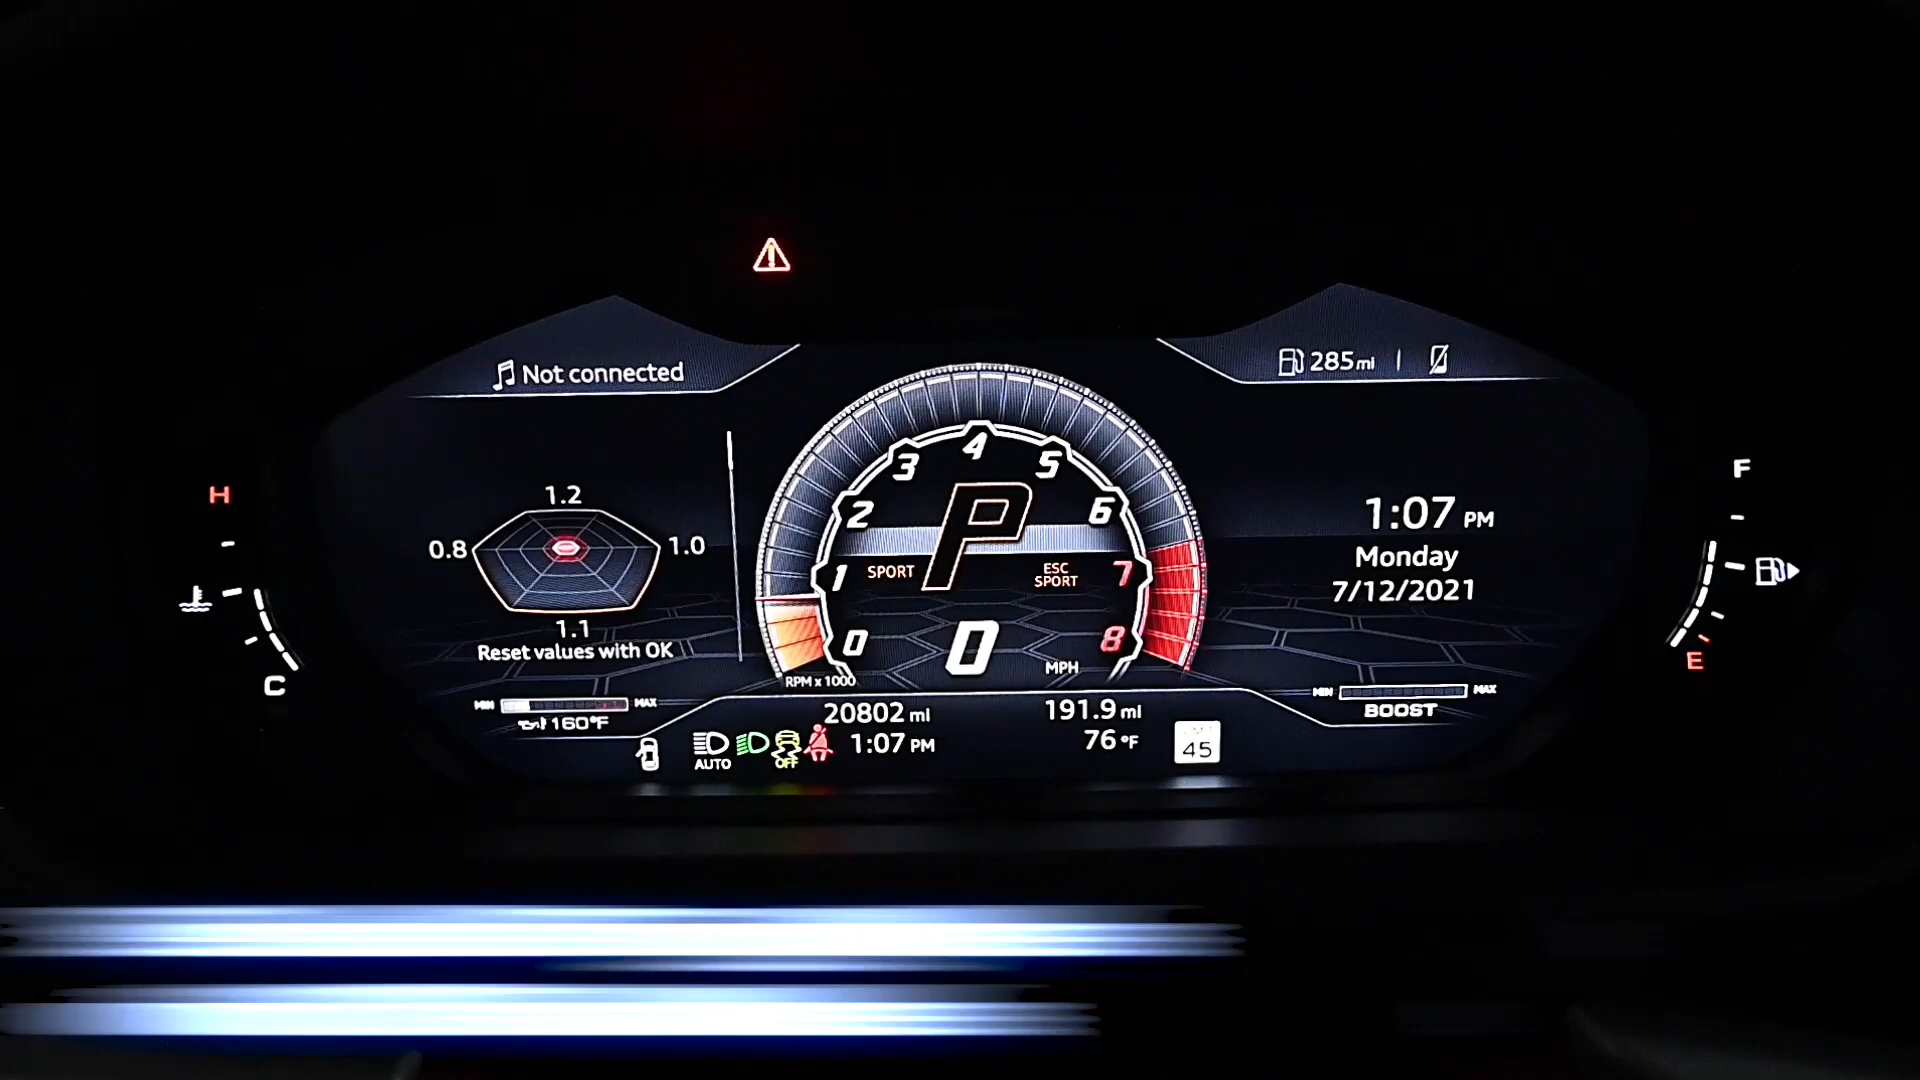 Not connected
285 mi
H
C
1.2
0.8
1.0
1.1
Reset values with OK
MIN MAX
160°F
0
1
2
3
4
5
6
7
8
P
SPORT
ESC
SPORT
0
MPH
RPM x 1000
1:07 PM
Monday
7/12/2021
F
E
MIN MAX
BOOST
20802 mi
191.9 mi
AUTO
OFF
1:07 PM
76 °F
45